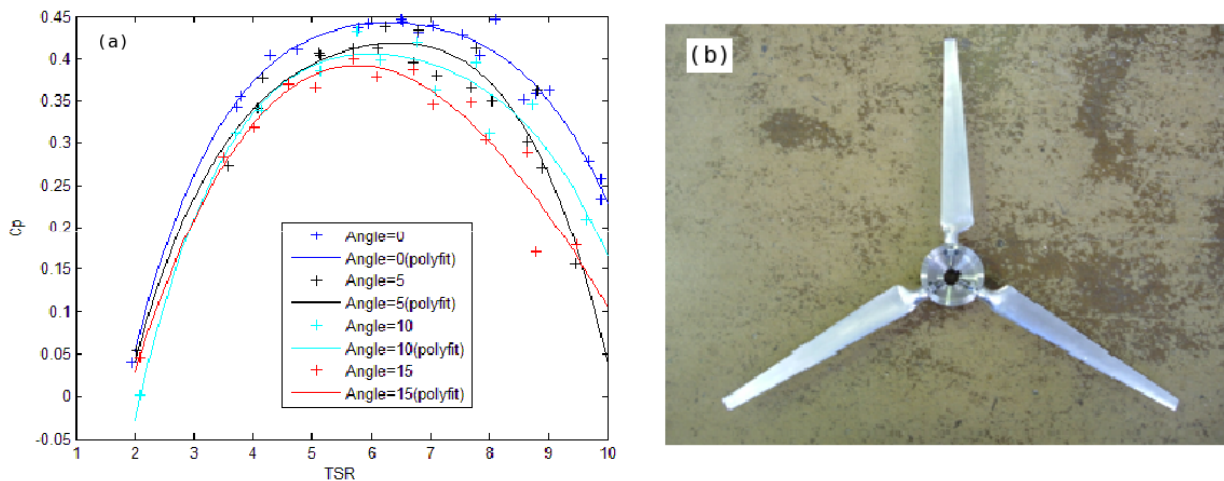 (a)
0.45
0.4
0.35
0.3
0.25
0.2
0.15
0.1
0.05
0
-0.05
Cp
Angle=0
Angle=0(polyfit)
Angle=5
Angle=5(polyfit)
Angle=10
Angle=10(polyfit)
Angle=15
Angle=15(polyfit)
1 2 3 4 5 6 7 8 9 10
TSR
(b)